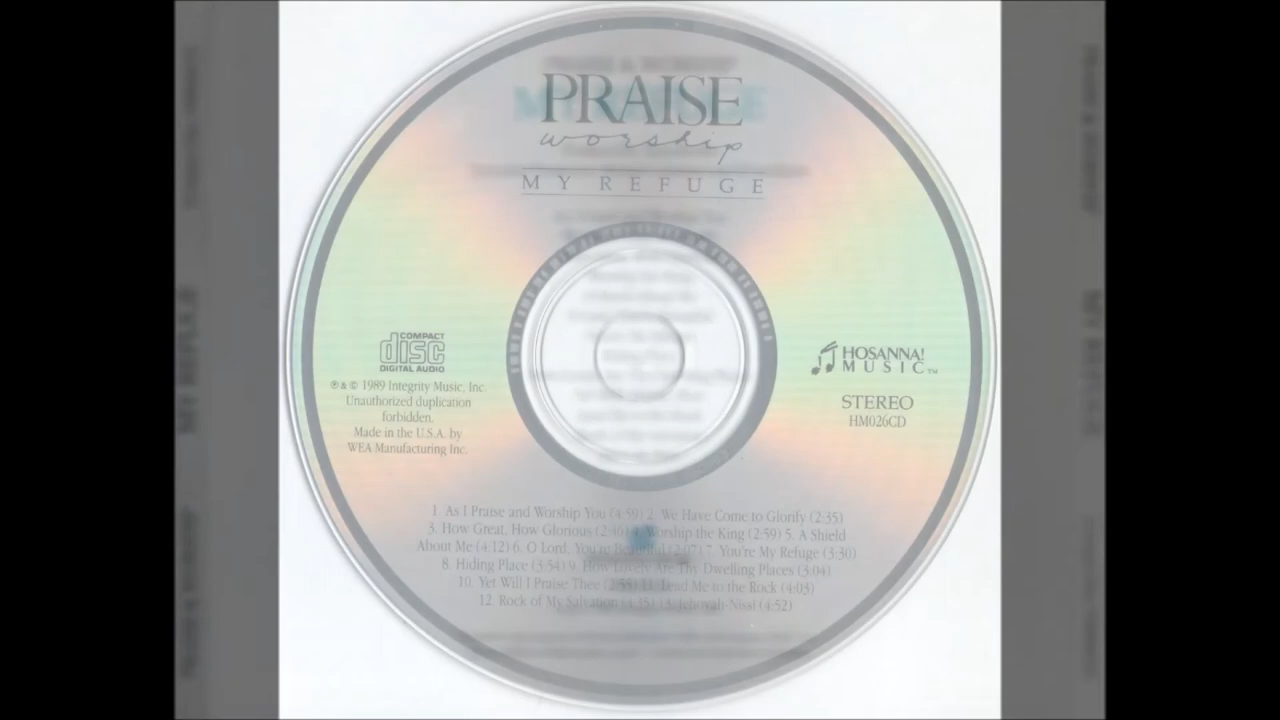 PRAISE
worship
MY REFUGE
COMPACT
disc
DIGITAL AUDIO
℗ & © 1989 Integrity Music, Inc.
Unauthorized duplication
forbidden.
Made in the U.S.A. by
WEA Manufacturing Inc.
HOSANNA!
MUSIC™
STEREO
HM026CD
1. As I Praise and Worship You (4:59) 2. We Have Come to Glorify (2:35)
3. How Great, How Glorious Worship the King (2:59) 5. A Shield
About Me (4:12) 6. O Lord, You're Beautiful (2:07) 7. You're My Refuge (3:30)
8. Hiding Place (3:54) 9. How Lovely Are Thy Dwelling Places (3:04)
10. Yet Will I Praise Thee (2:55) 11. Lead Me to the Rock (4:03)
12. Rock of My Salvation (4:35) 13. Jehovah-Nissi (4:52)